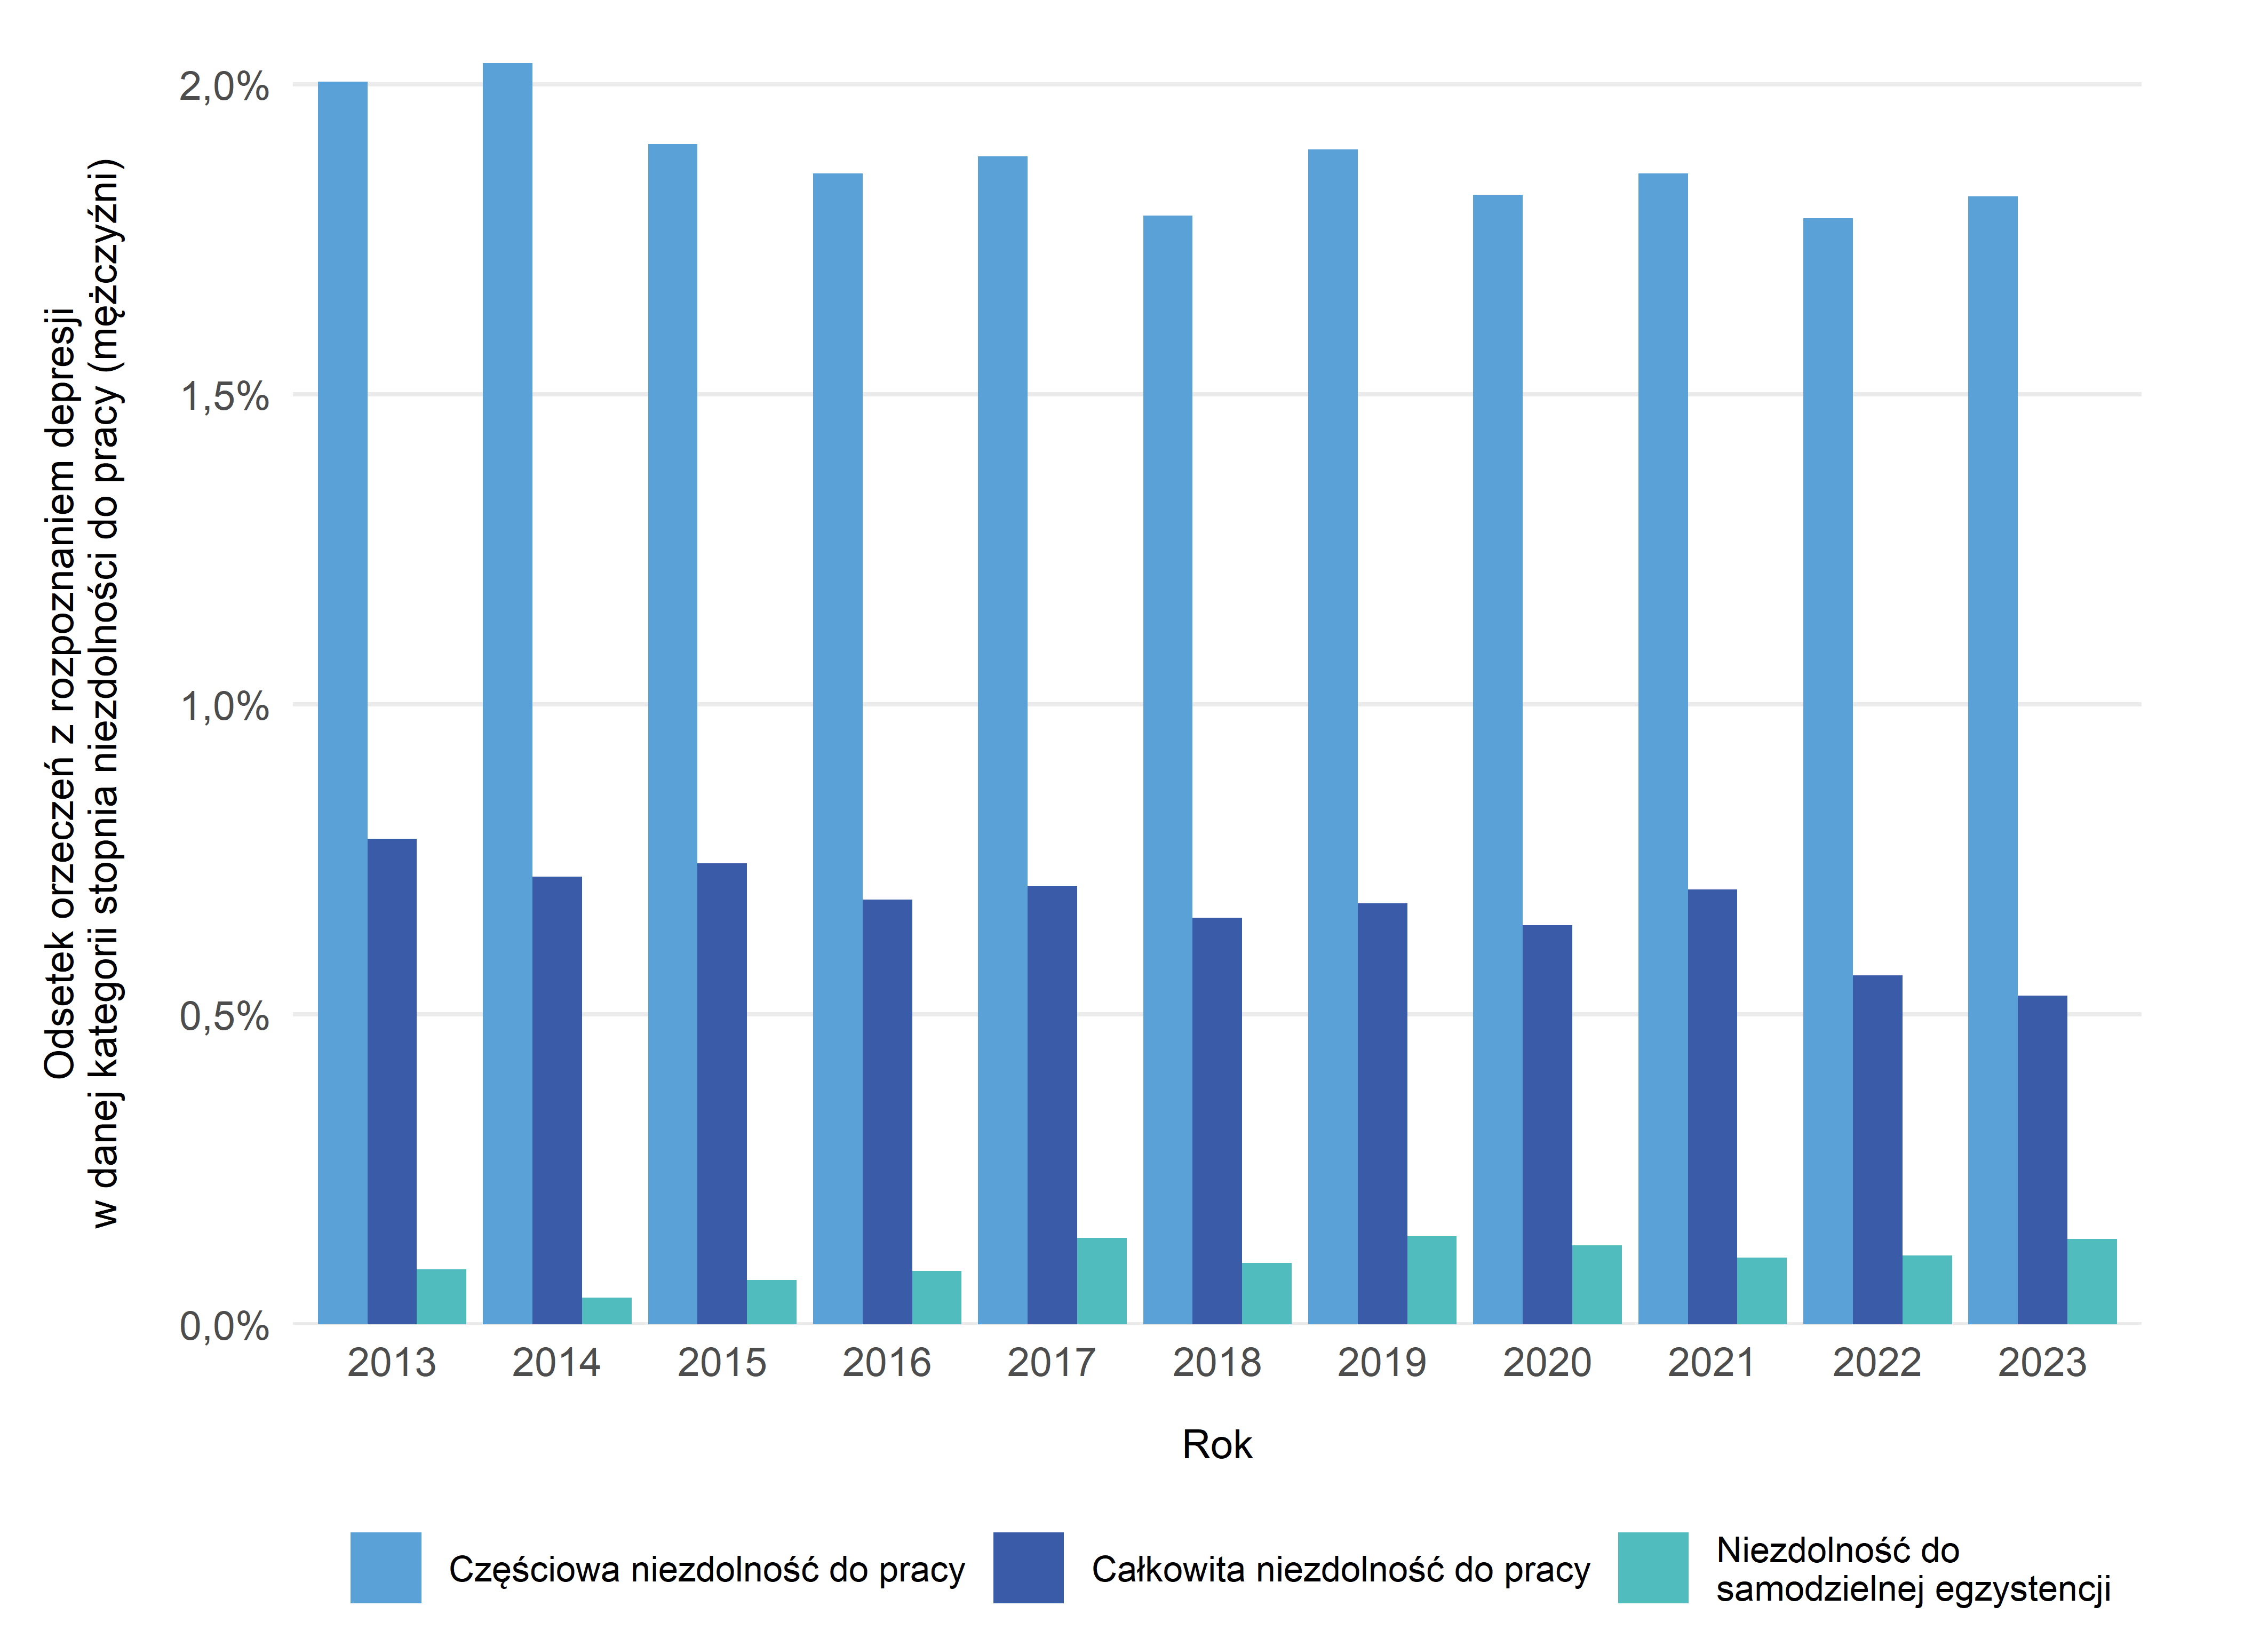 Odsetek orzeczeń z rozpoznaniem depresji
w danej kategorii stopnia niezdolności do pracy (mężczyźni)
2,0%
1,5%
1,0%
0,5%
0,0%
2013 2014 2015 2016 2017 2018 2019 2020 2021 2022 2023
Rok
Częściowa niezdolność do pracy
Całkowita niezdolność do pracy
Niezdolność do
samodzielnej egzystencji